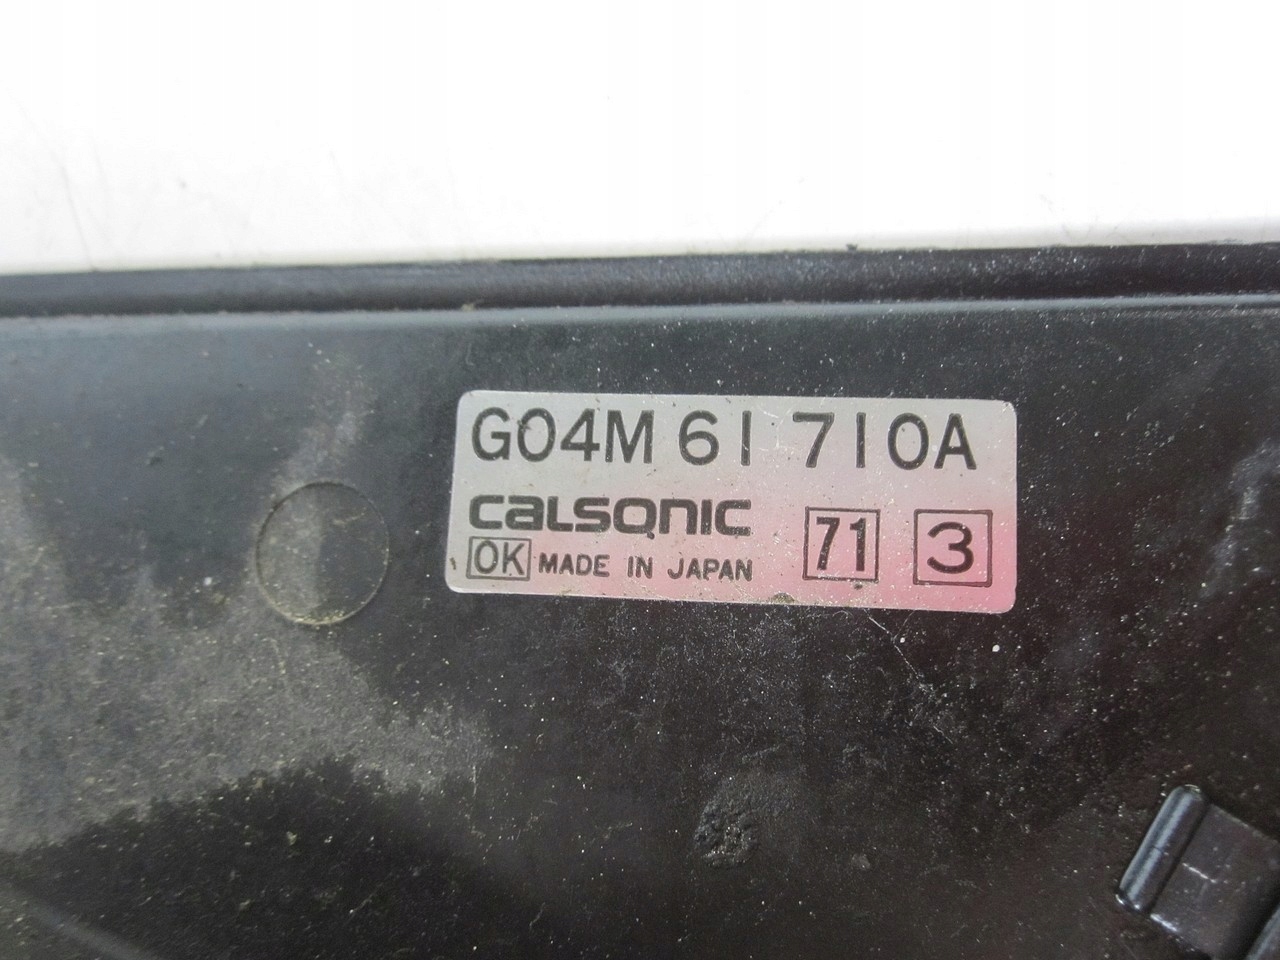 G04M 61 710A
calsonic 71 3
OK MADE IN JAPAN